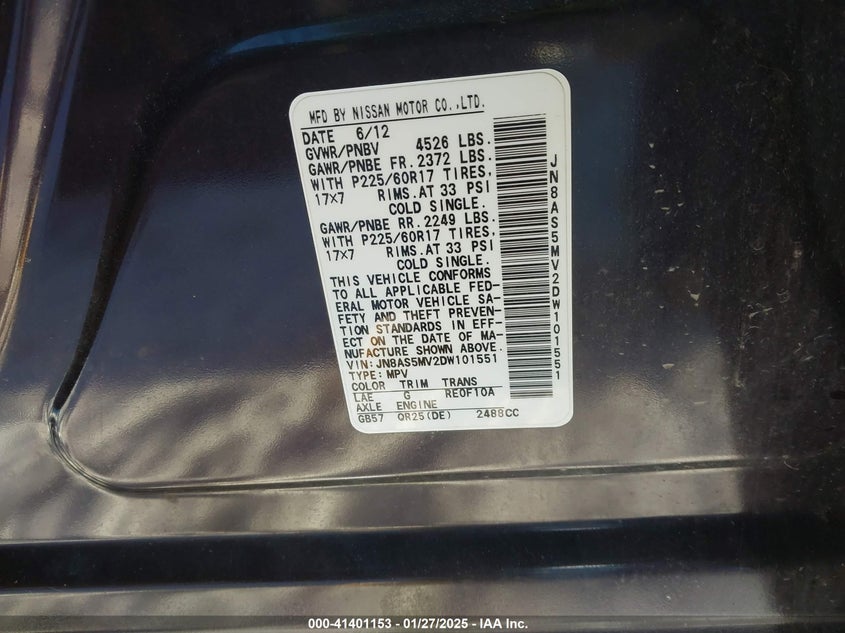 MFD BY NISSAN MOTOR CO.,LTD.
DATE 6/12
GVWR/PNBV 4526 LBS.
GAWR/PNBE FR. 2372 LBS.
WITH P225/60R17 TIRES,
17x7 RIMS.AT 33 PSI
COLD SINGLE.
GAWR/PNBE RR. 2249 LBS.
WITH P225/60R17 TIRES,
17x7 RIMS.AT 33 PSI
COLD SINGLE.
THIS VEHICLE CONFORMS
TO ALL APPLICABLE FED-
ERAL MOTOR VEHICLE SA-
FETY AND THEFT PREVEN-
TION STANDARDS IN EFF-
ECT ON THE DATE OF MA-
NUFACTURE SHOWN ABOVE.
VIN: JN8AS5MV2DW101551
TYPE: MPV
COLOR TRIM TRANS
LAE G RE0F10A
AXLE ENGINE
GB57 QR25(DE) 2488CC
JN8AS5MV2DW101551
000-41401153 - 01/27/2025 - IAA Inc.